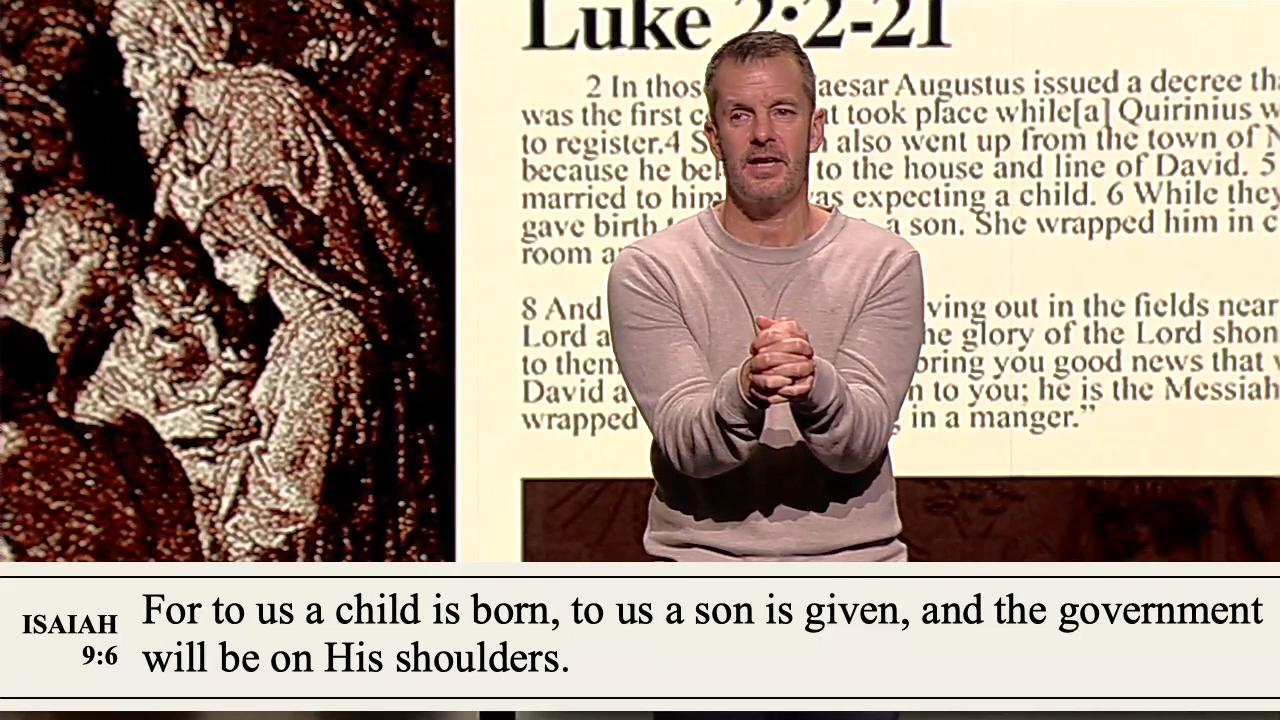 Luke 2:2-21
2 In thos aesar Augustus issued a decree th
was the first c at took place while[a] Quirinius w
to register.4 S also went up from the town of N
because he bel to the house and line of David. 5
married to him as expecting a child. 6 While they
gave birth t a son. She wrapped him in c
room a
8 And ving out in the fields near
Lord a he glory of the Lord shon
to them bring you good news that w
David a n to you; he is the Messiah
wrapped in a manger.”
ISAIAH
9:6
For to us a child is born, to us a son is given, and the government
will be on His shoulders.